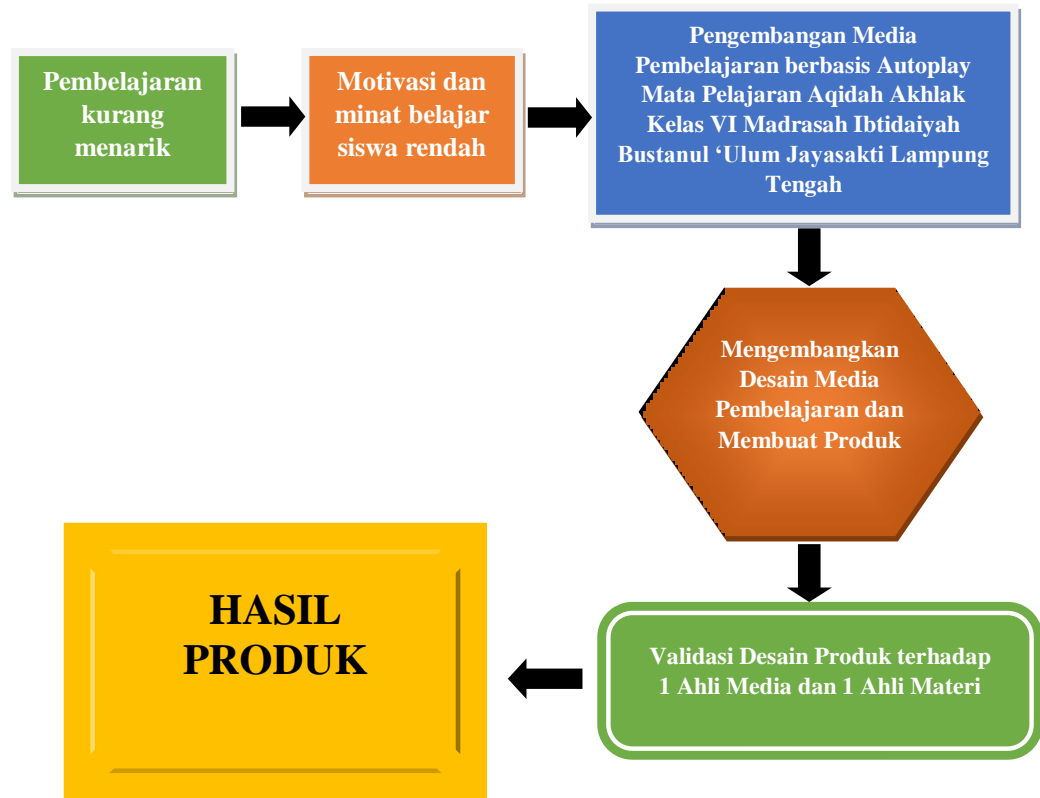 Pembelajaran
kurang
menarik
Motivasi dan
minat belajar
siswa rendah
Pengembangan Media
Pembelajaran berbasis Autoplay
Mata Pelajaran Aqidah Akhlak
Kelas VI Madrasah Ibtidaiyah
Bustanul ‘Ulum Jayasakti Lampung
Tengah
Mengembangkan
Desain Media
Pembelajaran dan
Membuat Produk
Validasi Desain Produk terhadap
1 Ahli Media dan 1 Ahli Materi
HASIL
PRODUK